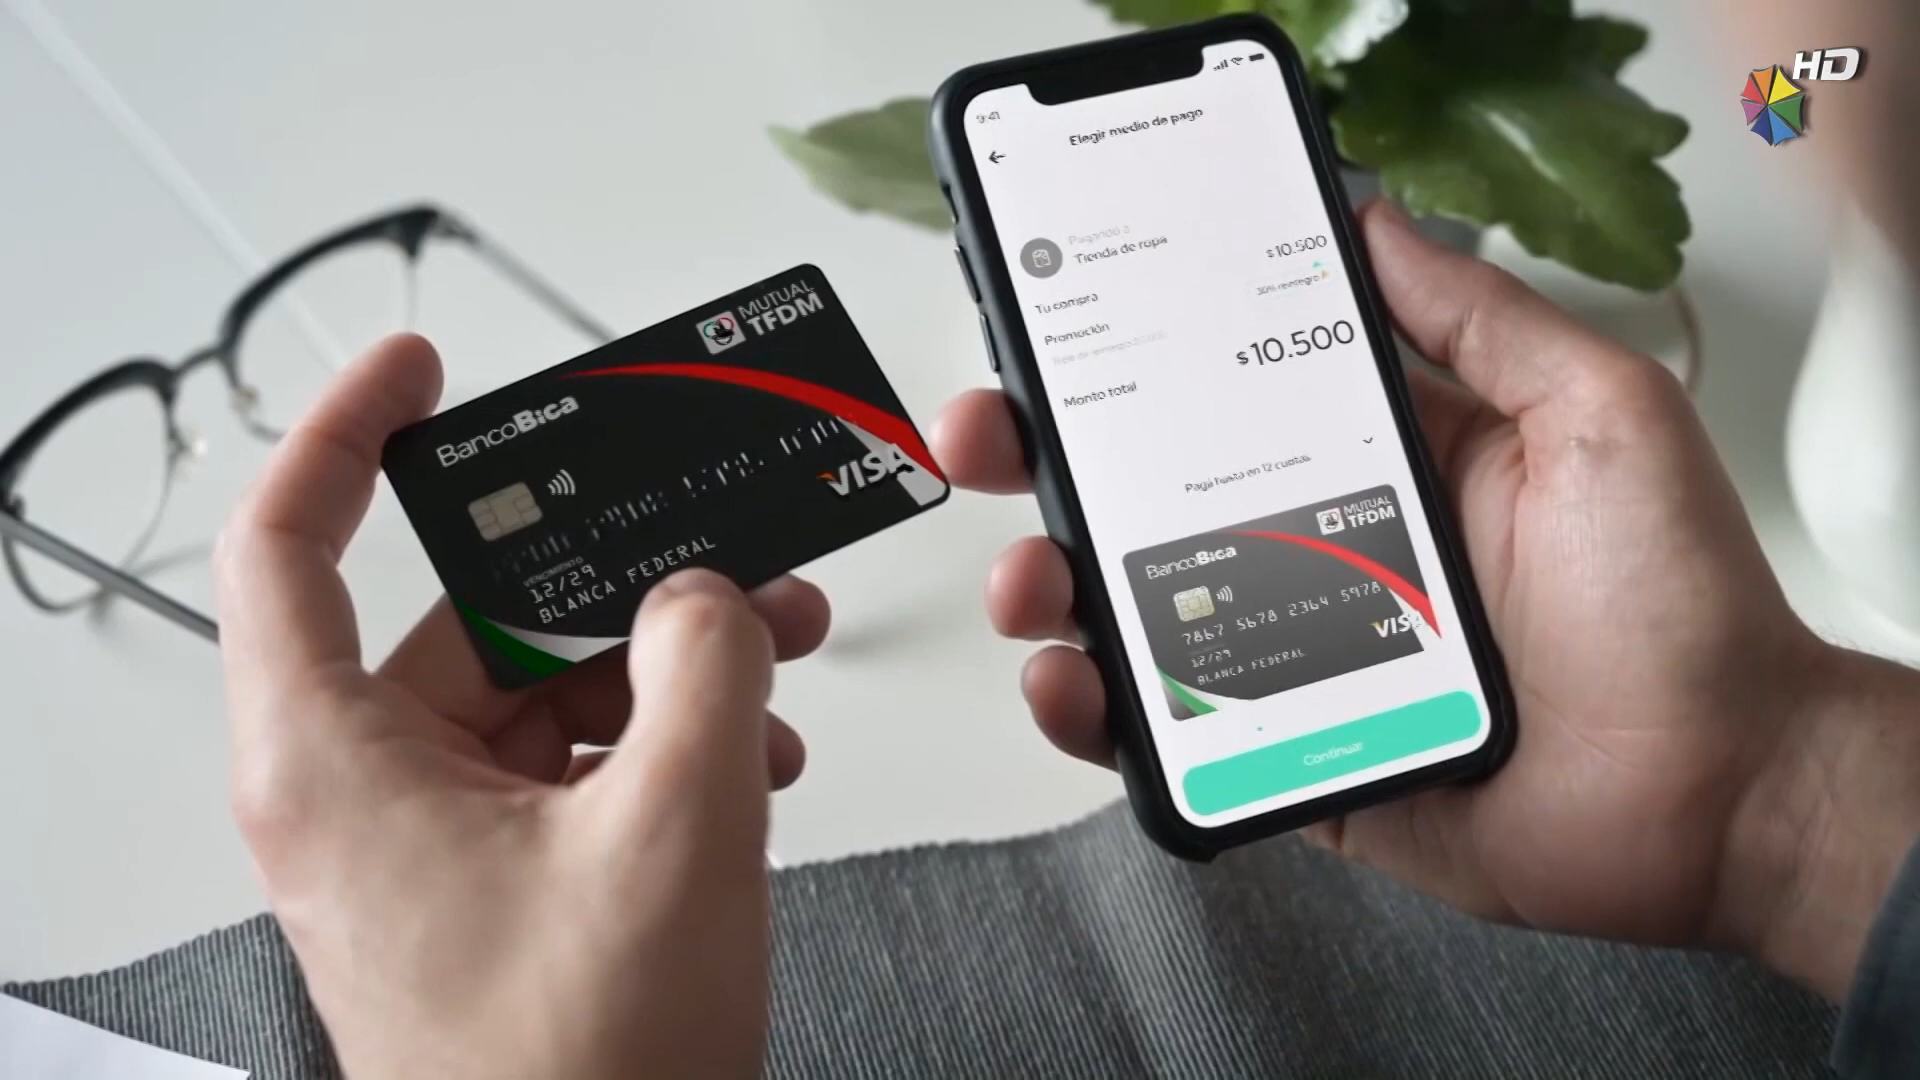 HD
MUTUAL
TFDM
BancoBica
VISA
VENCIMIENTO
12/29
BLANCA FEDERAL
9:41
Elegir medio de pago
Pagando a
Tienda de ropa
$10.500
Tu compra
30% reintegro
Promoción
$10.500
Monto total
Pagá hasta en 12 cuotas
MUTUAL
TFDM
BancoBica
7867 5678 2364 5978
VISA
12/29
BLANCA FEDERAL
Continuar